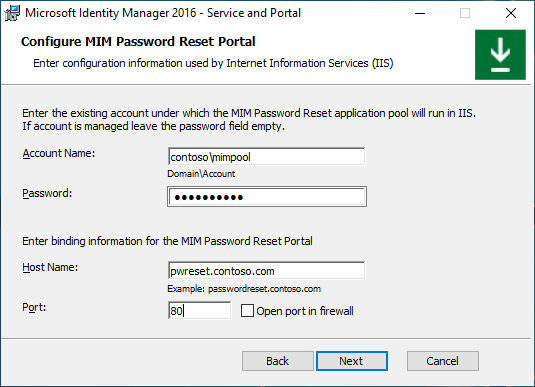 Microsoft Identity Manager 2016 - Service and Portal
Configure MIM Password Reset Portal
Enter configuration information used by Internet Information Services (IIS)
Enter the existing account under which the MIM Password Reset application pool will run in IIS.
If account is managed leave the password field empty.
Account Name:
contoso\mimpool
Domain\Account
Password:
●●●●●●●●●●
Enter binding information for the MIM Password Reset Portal
Host Name:
pwreset.contoso.com
Example: passwordreset.contoso.com
Port:
80
Open port in firewall
Back
Next
Cancel